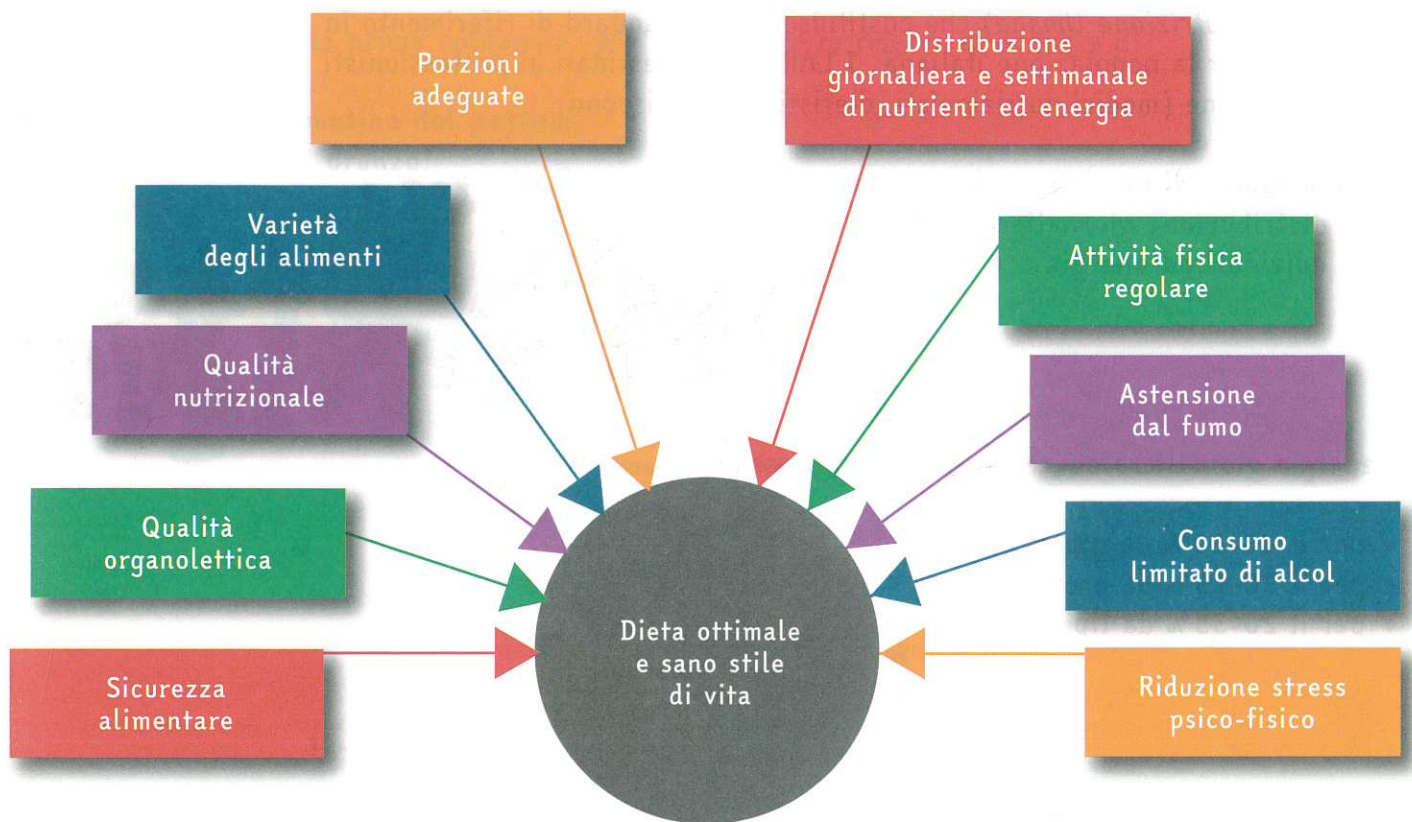 Porzioni
adeguate
Distribuzione
giornaliera e settimanale
di nutrienti ed energia
Varietà
degli alimenti
Attività fisica
regolare
Qualità
nutrizionale
Astensione
dal fumo
Qualità
organolettica
Consumo
limitato di alcol
Sicurezza
alimentare
Dieta ottimale
e sano stile
di vita
Riduzione stress
psico-fisico